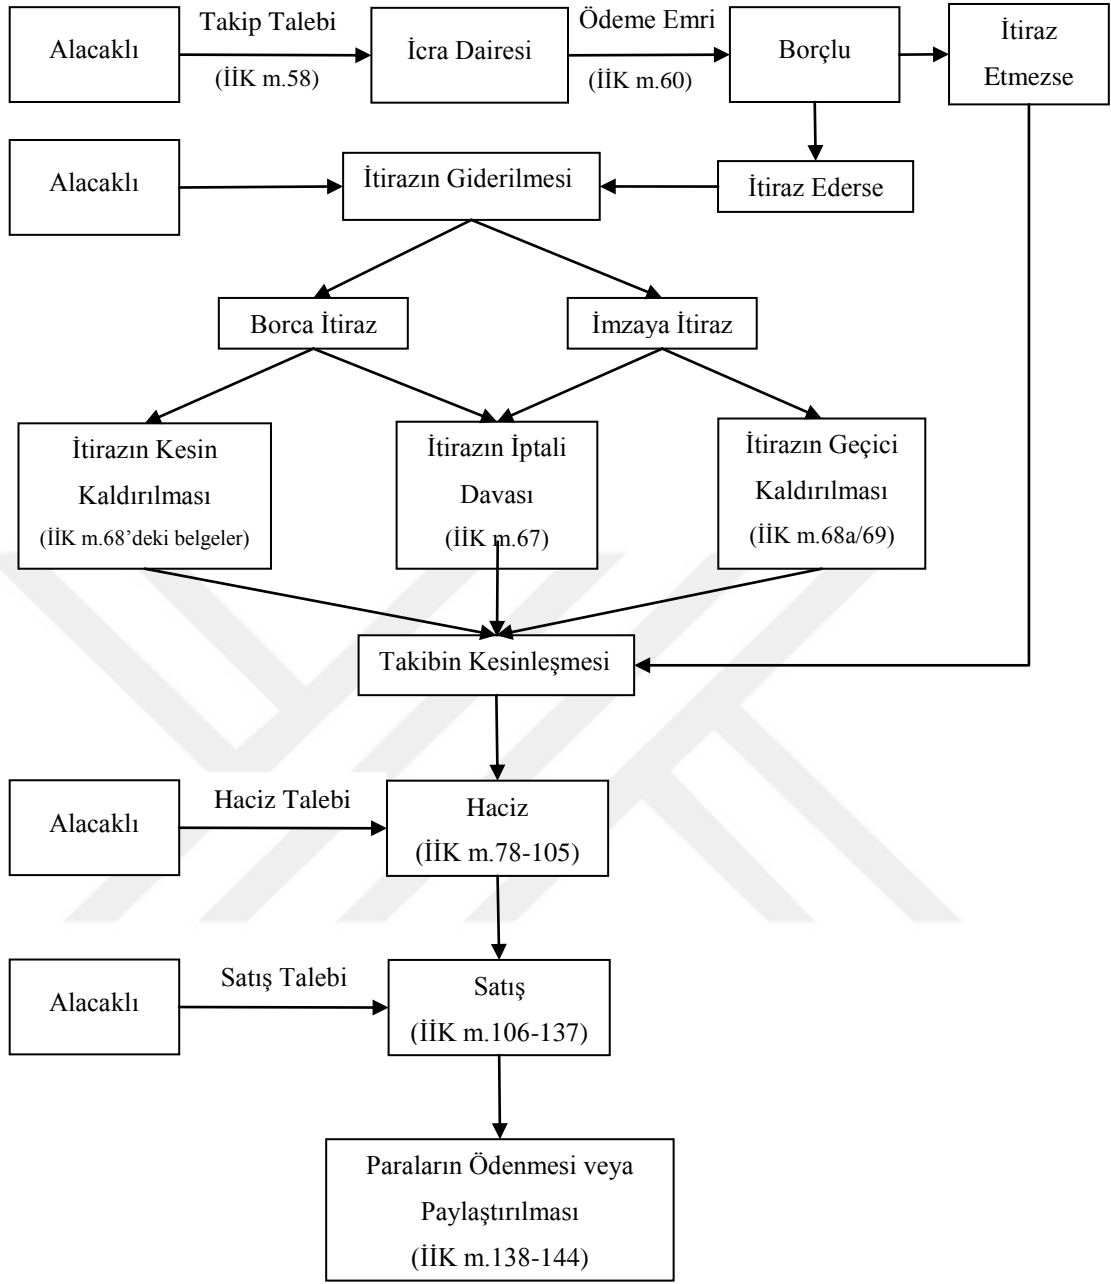 Alacaklı
Takip Talebi
(İİK m.58)
İcra Dairesi
Ödeme Emri
(İİK m.60)
Borçlu
İtiraz
Etmezse
Alacaklı
İtirazın Giderilmesi
İtiraz Ederse
Borca İtiraz
İmzaya İtiraz
İtirazın Kesin
Kaldırılması
(İİK m.68’deki belgeler)
İtirazın İptali
Davası
(İİK m.67)
İtirazın Geçici
Kaldırılması
(İİK m.68a/69)
Takibin Kesinleşmesi
Alacaklı
Haciz Talebi
Haciz
(İİK m.78-105)
Alacaklı
Satış Talebi
Satış
(İİK m.106-137)
Paraların Ödenmesi veya
Paylaştırılması
(İİK m.138-144)